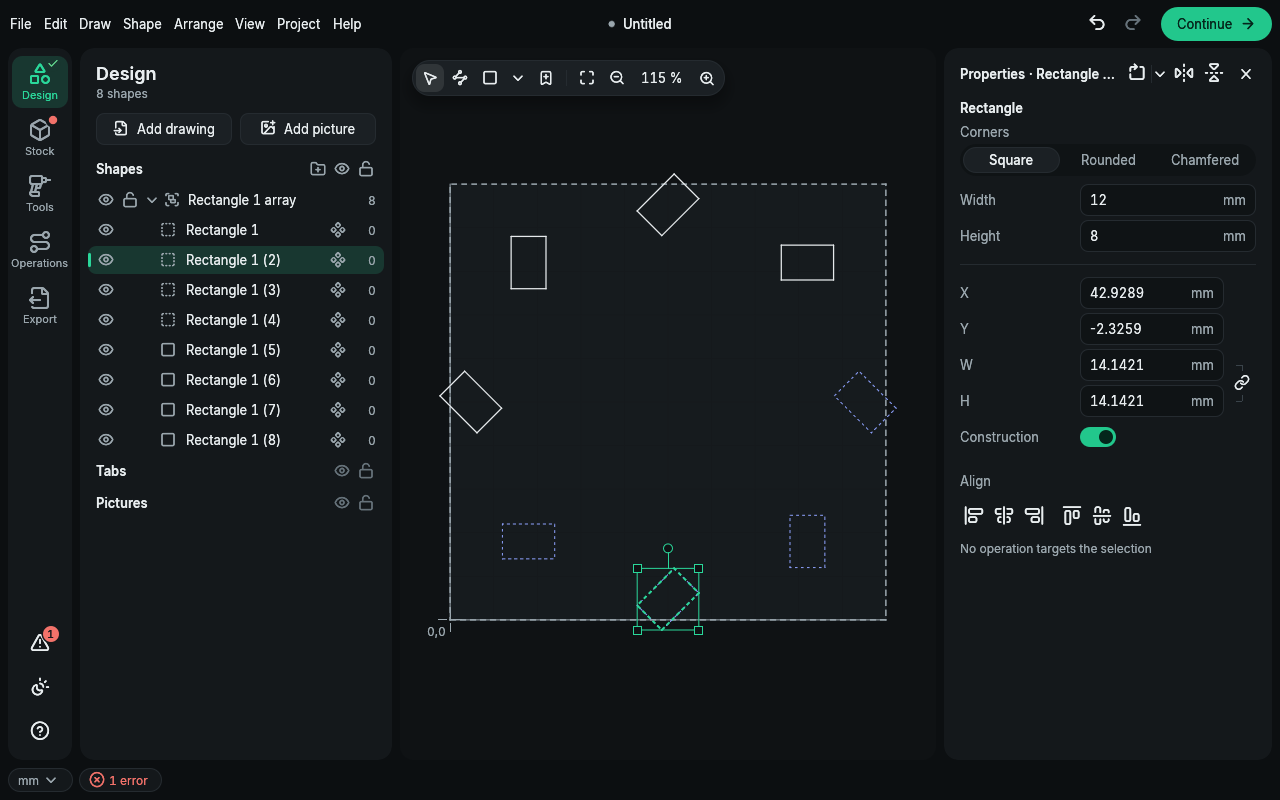 File Edit Draw Shape Arrange View Project Help
Untitled
Continue
Design
Stock
Tools
Operations
Export
1
Design
8 shapes
Add drawing
Add picture
Shapes
Rectangle 1 array 8
Rectangle 1 0
Rectangle 1 (2) 0
Rectangle 1 (3) 0
Rectangle 1 (4) 0
Rectangle 1 (5) 0
Rectangle 1 (6) 0
Rectangle 1 (7) 0
Rectangle 1 (8) 0
Tabs
Pictures
115 %
0,0
Properties · Rectangle ...
Rectangle
Corners
Square Rounded Chamfered
Width 12 mm
Height 8 mm
X 42.9289 mm
Y -2.3259 mm
W 14.1421 mm
H 14.1421 mm
Construction
Align
No operation targets the selection
mm
1 error